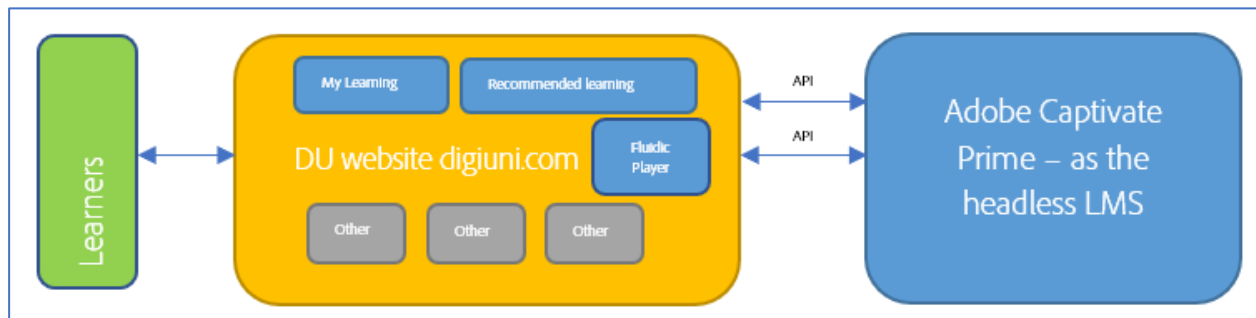 Learners
My Learning
Recommended learning
DU website digiuni.com
Fluidic
Player
Other
Other
Other
API
API
Adobe Captivate
Prime – as the
headless LMS